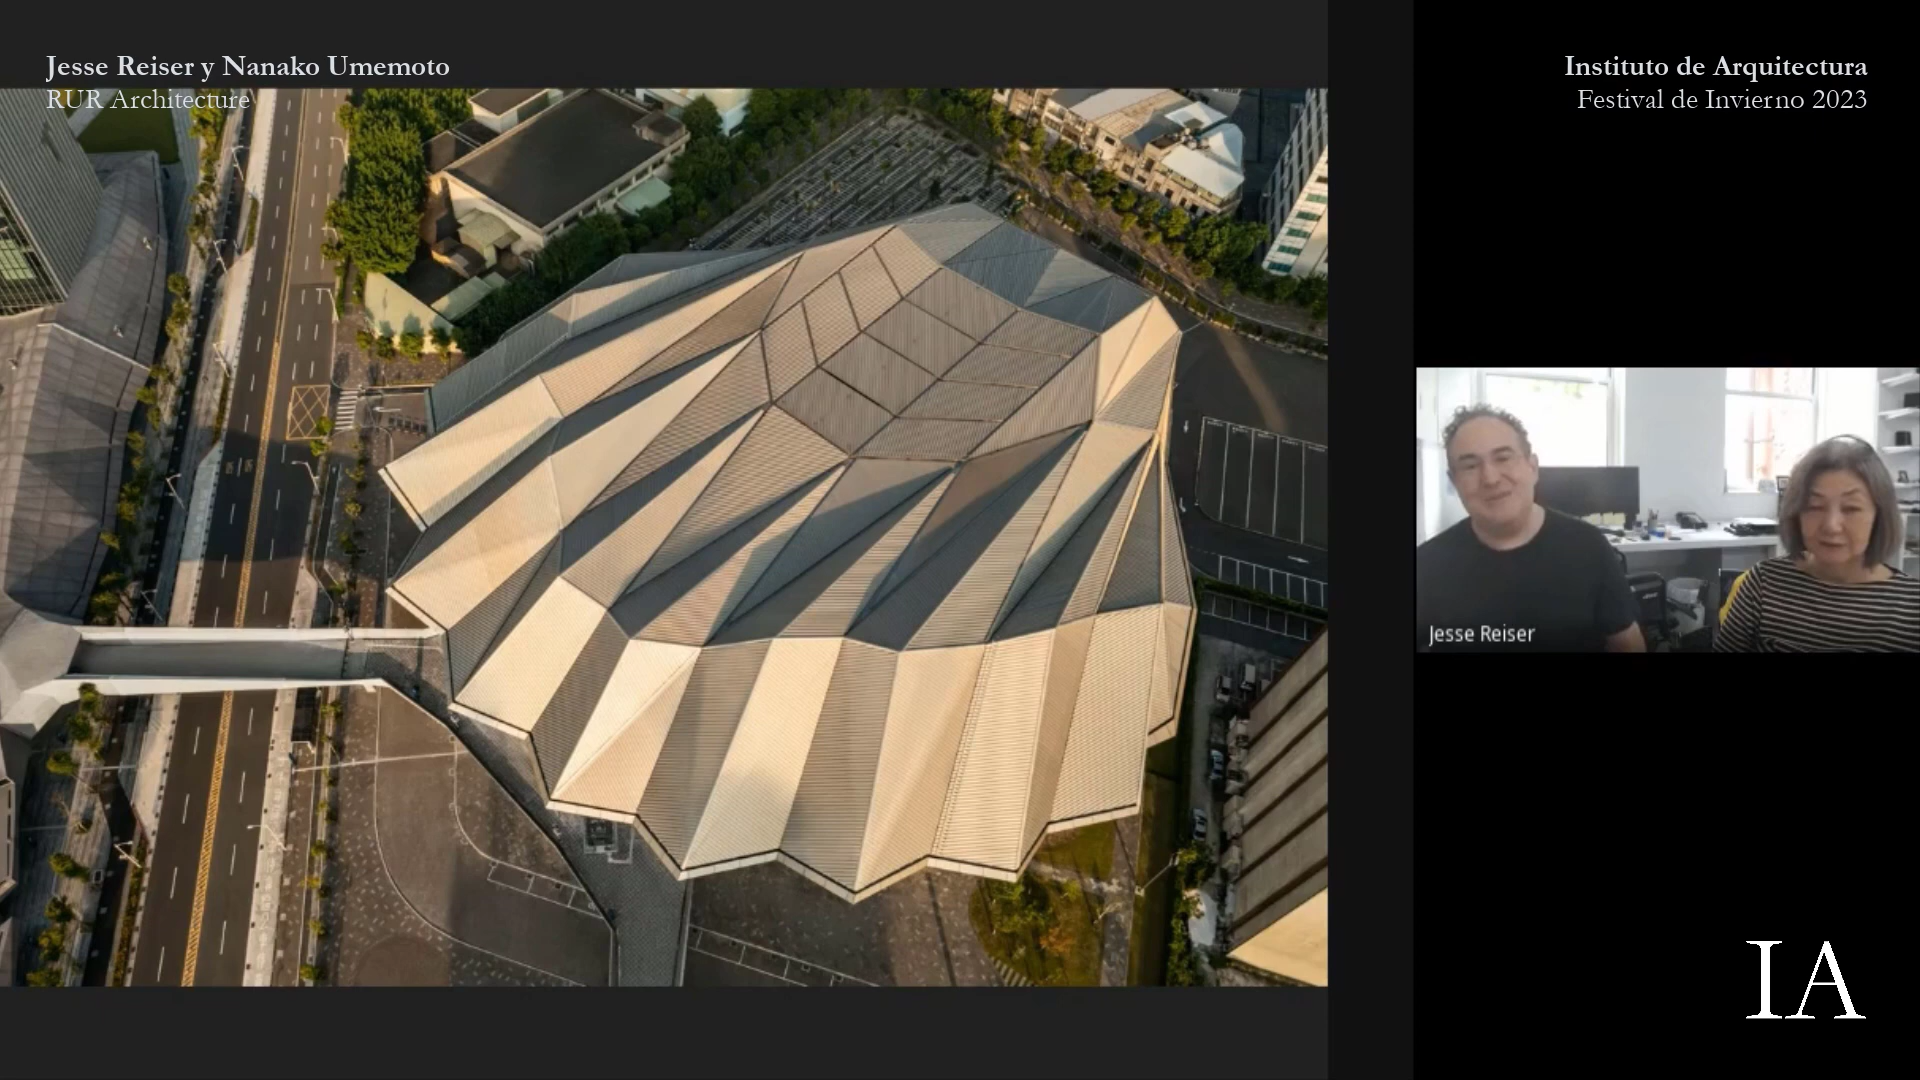 Jesse Reiser y Nanako Umemoto
RUR Architecture
Instituto de Arquitectura
Festival de Invierno 2023
Jesse Reiser
IA